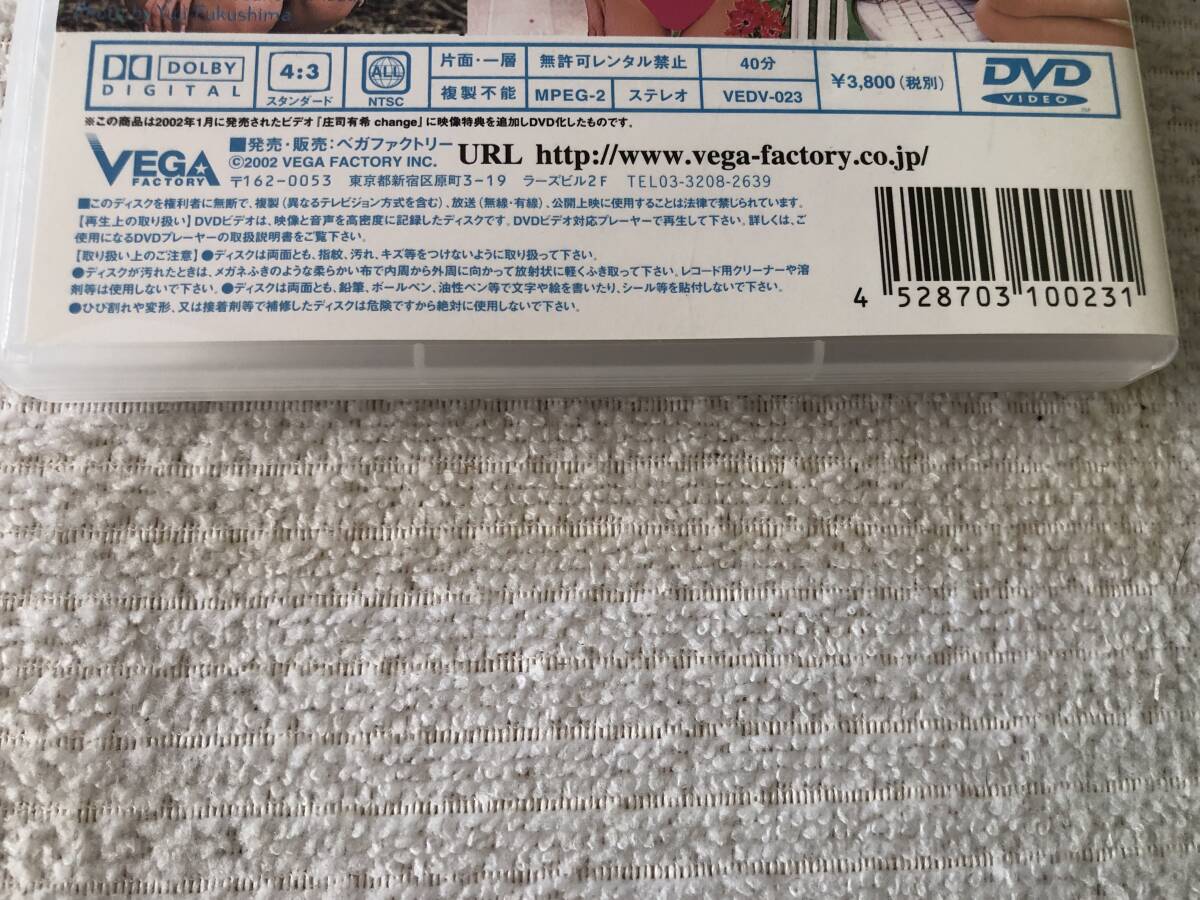 Photo by Yuji Fukushima
DOLBY
DIGITAL
4:3
スタンダード
ALL
NTSC
片面・一層
無許可レンタル禁止
40分
複製不能
MPEG-2
ステレオ
VEDV-023
¥3,800(税別)
DVD
VIDEO
※この商品は2002年1月に発売されたビデオ「庄司有希 change」に映像特典を追加しDVD化したものです。
VEGA
FACTORY
■発売・販売:ベガファクトリー
©2002 VEGA FACTORY INC.
URL http://www.vega-factory.co.jp/
〒162-0053 東京都新宿区原町3-19 ラーズビル2F TEL03-3208-2639
■このディスクを権利者に無断で、複製(異なるテレビジョン方式を含む)、放送(無線・有線)、公開上映に使用することは法律で禁じられています。
【再生上の取り扱い】DVDビデオは、映像と音声を高密度に記録したディスクです。DVDビデオ対応プレーヤーで再生して下さい。詳しくは、ご
使用になるDVDプレーヤーの取扱説明書をご覧下さい。
【取り扱い上のご注意】●ディスクは両面とも、指紋、汚れ、キズ等をつけないように取り扱って下さい。
●ディスクが汚れたときは、メガネふきのような柔らかい布で内周から外周に向かって放射状に軽くふき取って下さい。レコード用クリーナーや溶
剤等は使用しないで下さい。●ディスクは両面とも、鉛筆、ボールペン、油性ペン等で文字や絵を書いたり、シール等を貼付しないで下さい。
●ひび割れや変形、又は接着剤等で補修したディスクは危険ですから絶対に使用しないで下さい。
4 528703 100231